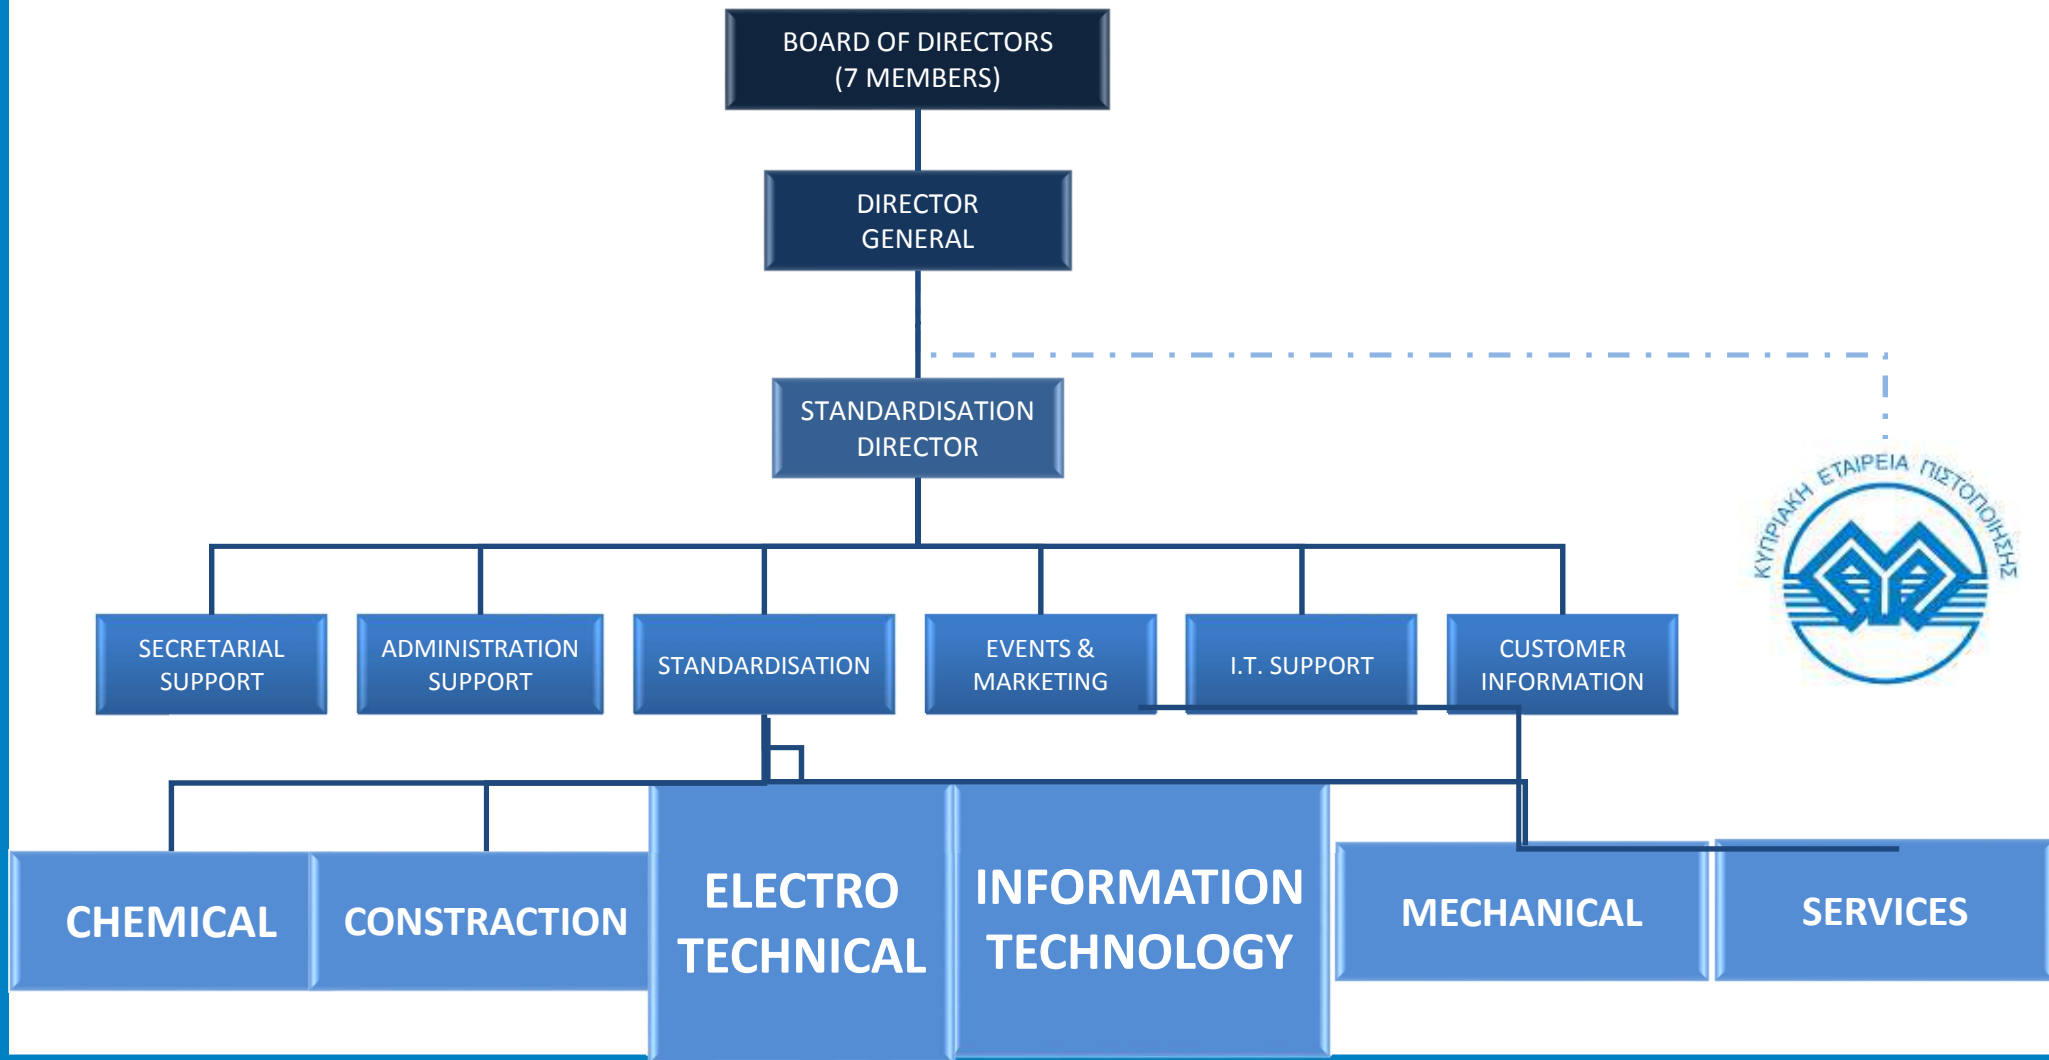 BOARD OF DIRECTORS
(7 MEMBERS)
DIRECTOR
GENERAL
STANDARDISATION
DIRECTOR
ΚΥΠΡΙΑΚΗ ΕΤΑΙΡΕΙΑ ΠΙΣΤΟΠΟΙΗΣΗΣ
SECRETARIAL
SUPPORT
ADMINISTRATION
SUPPORT
STANDARDISATION
EVENTS &
MARKETING
I.T. SUPPORT
CUSTOMER
INFORMATION
CHEMICAL
CONSTRACTION
ELECTRO
TECHNICAL
INFORMATION
TECHNOLOGY
MECHANICAL
SERVICES